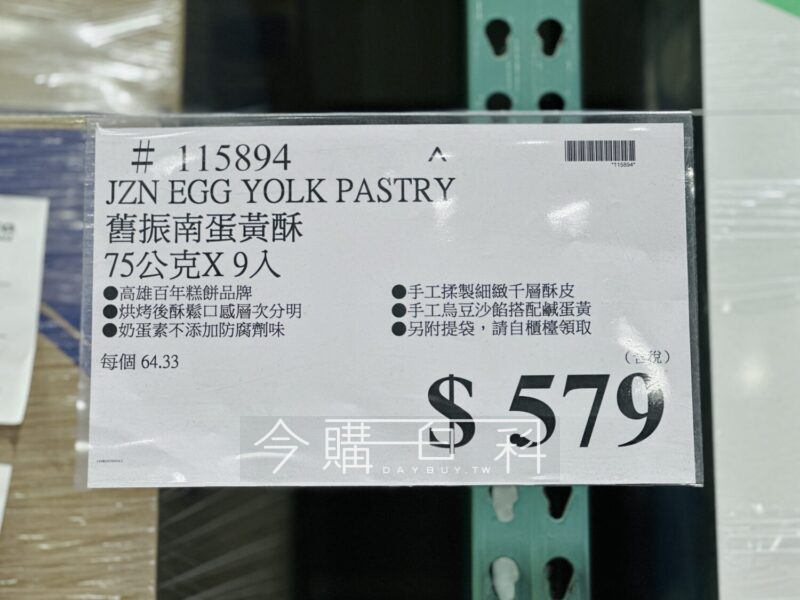 # 115894
^
*115894*
JZN EGG YOLK PASTRY
舊振南蛋黃酥
75公克X 9入
●高雄百年糕餅品牌
●手工揉製細緻千層酥皮
●烘烤後酥鬆口感層次分明
●手工烏豆沙餡搭配鹹蛋黃
●奶蛋素不添加防腐劑味
●另附提袋，請自櫃檯領取
每個 64.33
(含稅)
$ 579
今購百科
DAYBUY.TW